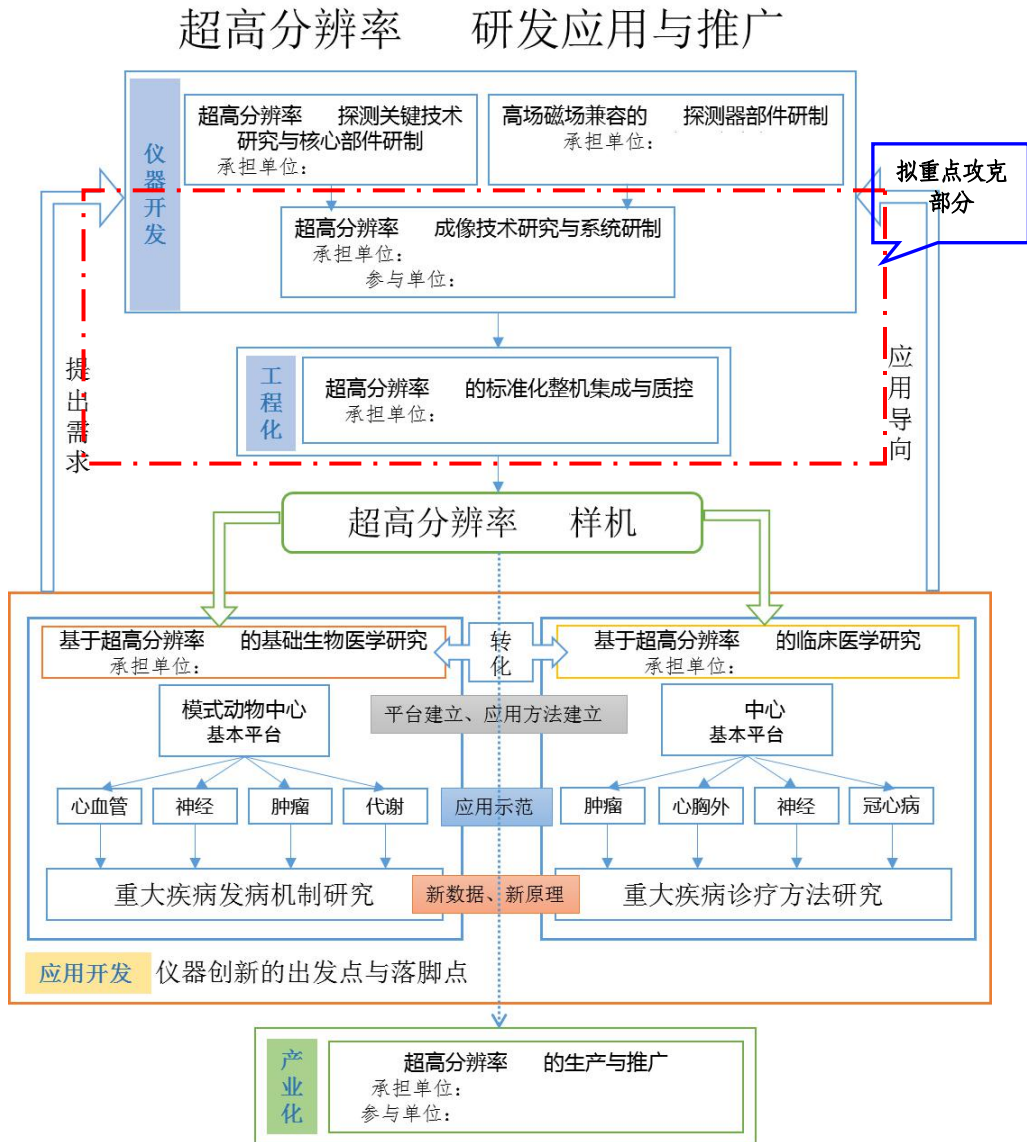 超高分辨率 研发应用与推广
仪器开发
超高分辨率 探测关键技术
研究与核心部件研制
承担单位：
高场磁场兼容的 探测器部件研制
承担单位：
拟重点攻克
部分
超高分辨率 成像技术研究与系统研制
承担单位：
参与单位：
提出需求
应用导向
工程化
超高分辨率 的标准化整机集成与质控
承担单位：
超高分辨率 样机
基于超高分辨率 的基础生物医学研究
承担单位：
转化
基于超高分辨率 的临床医学研究
承担单位：
模式动物中心
基本平台
平台建立、应用方法建立
中心
基本平台
心血管
神经
肿瘤
代谢
应用示范
肿瘤
心胸外
神经
冠心病
重大疾病发病机制研究
新数据、新原理
重大疾病诊疗方法研究
应用开发
仪器创新的出发点与落脚点
产业化
超高分辨率 的生产与推广
承担单位：
参与单位：